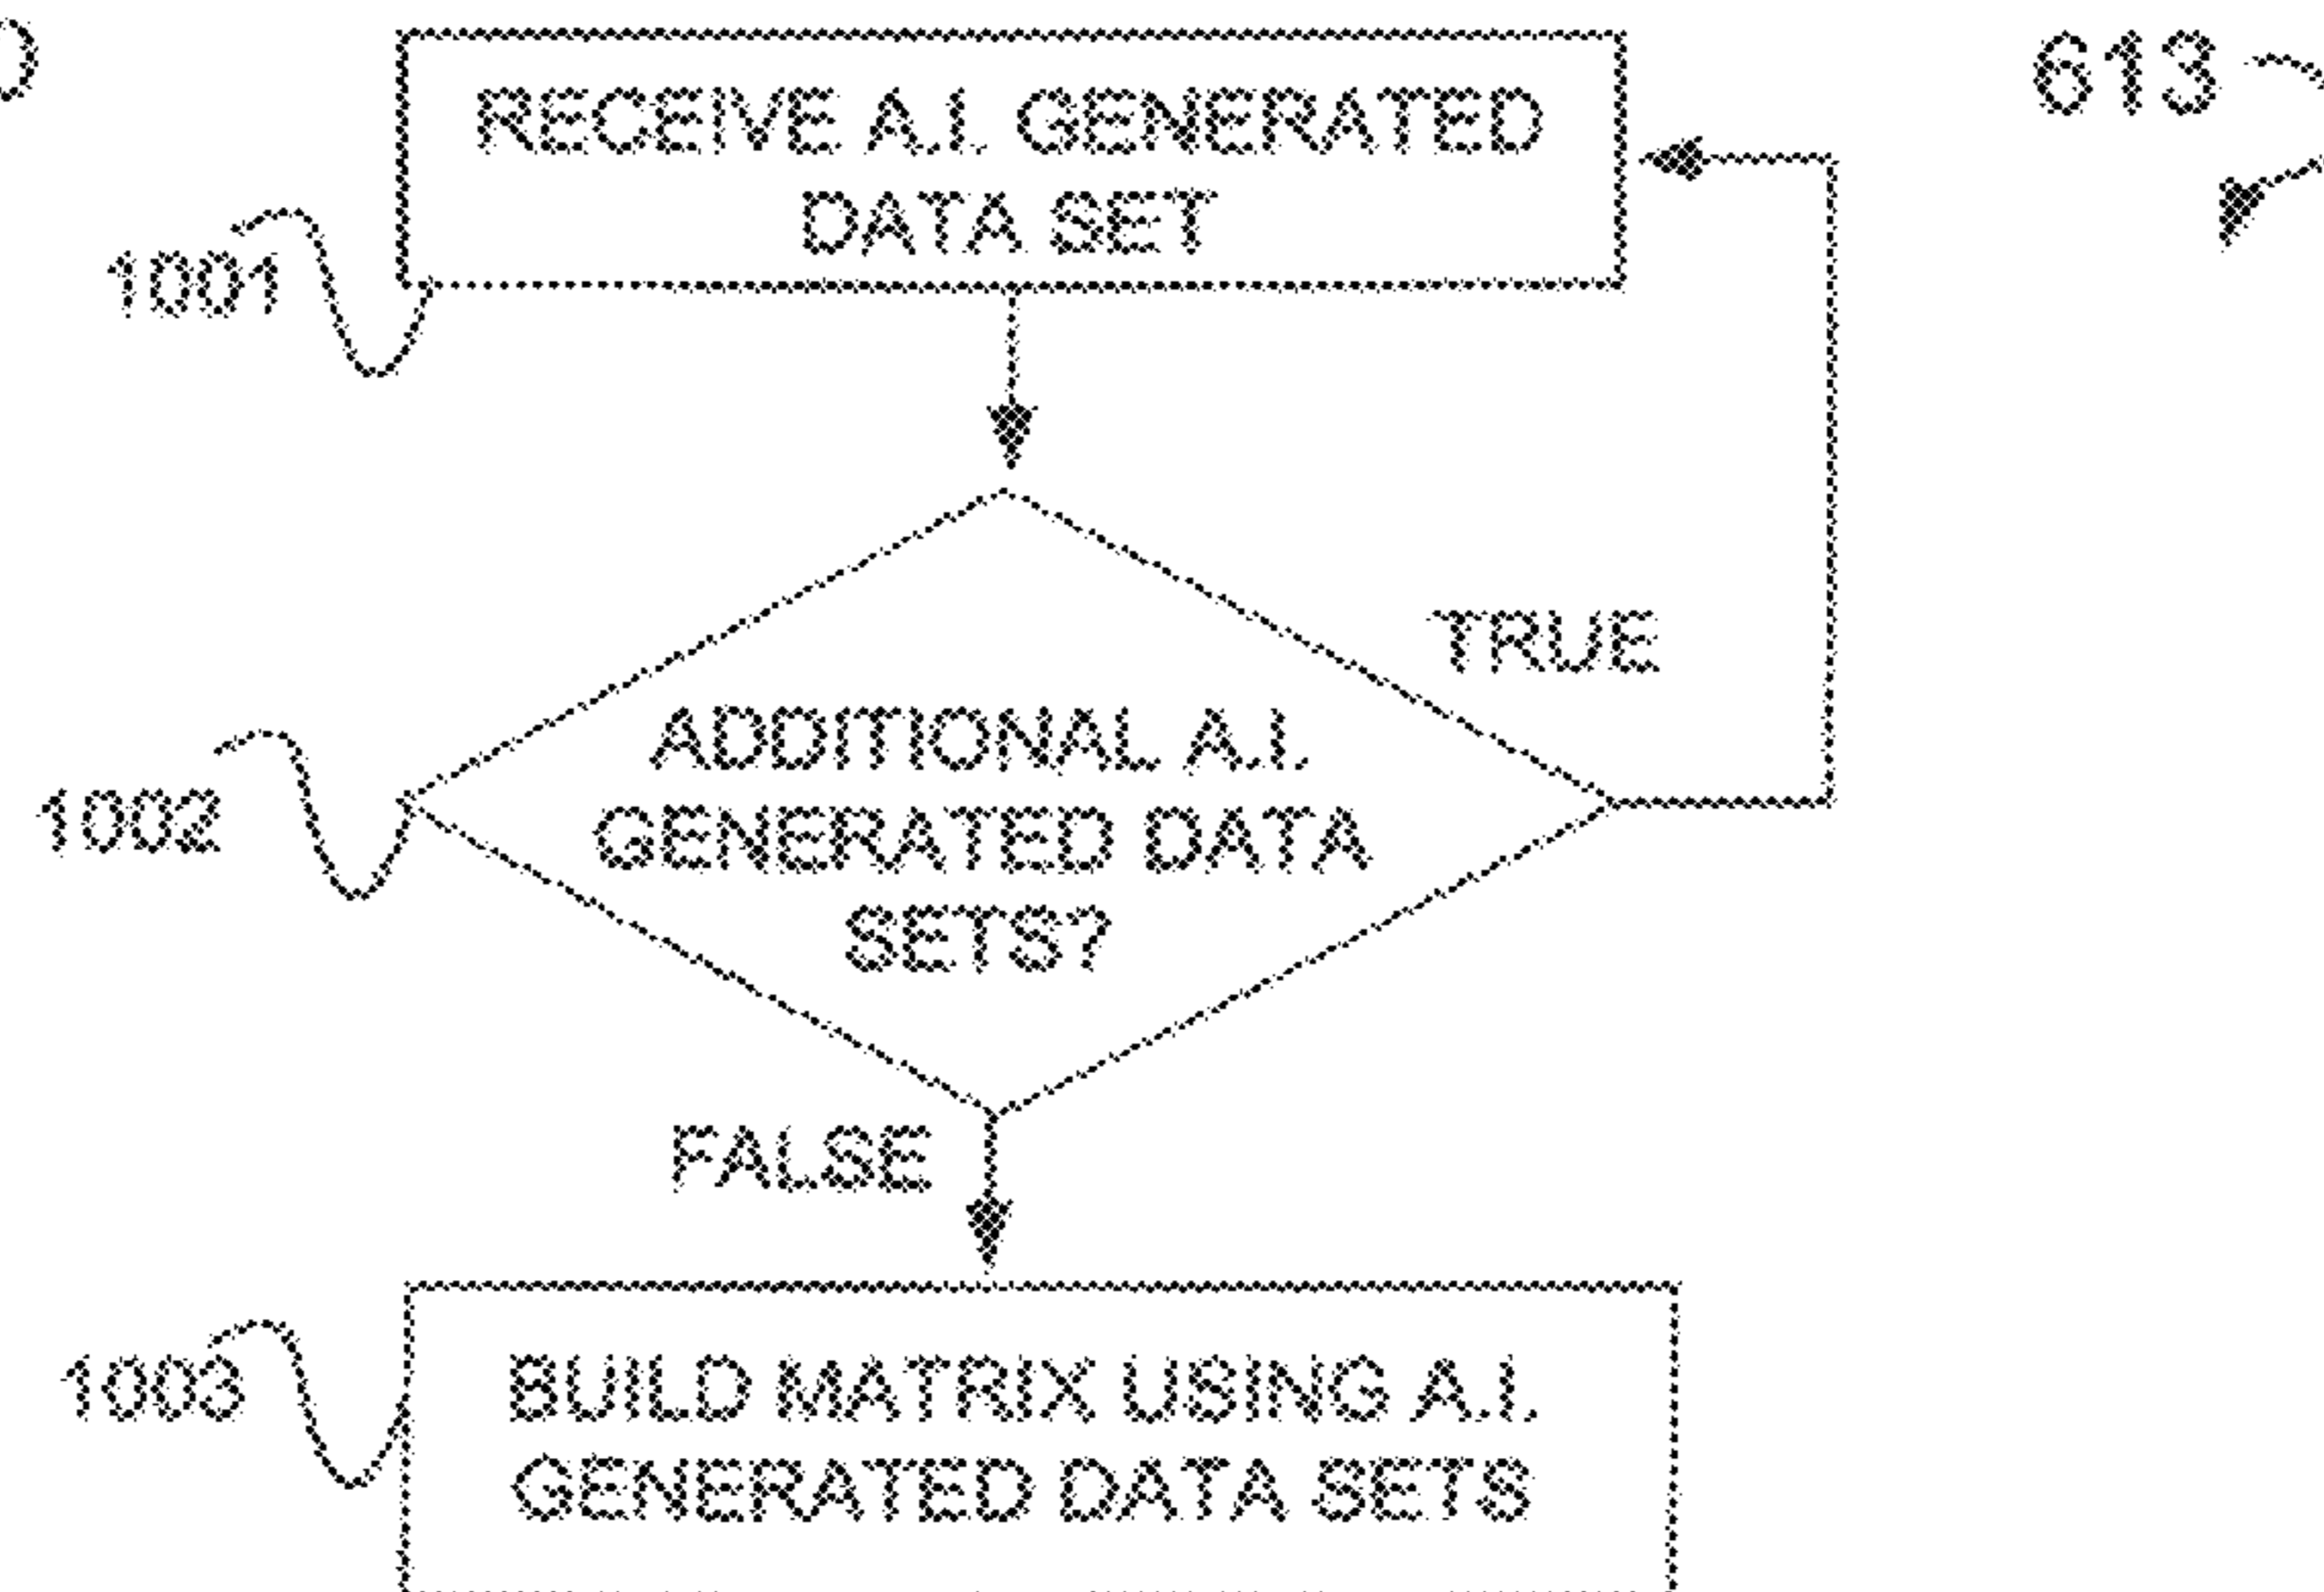 613
RECEIVE A.I. GENERATED
DATA SET
1001
TRUE
ADDITIONAL A.I.
GENERATED DATA
SETS?
1002
FALSE
1003
BUILD MATRIX USING A.I.
GENERATED DATA SETS